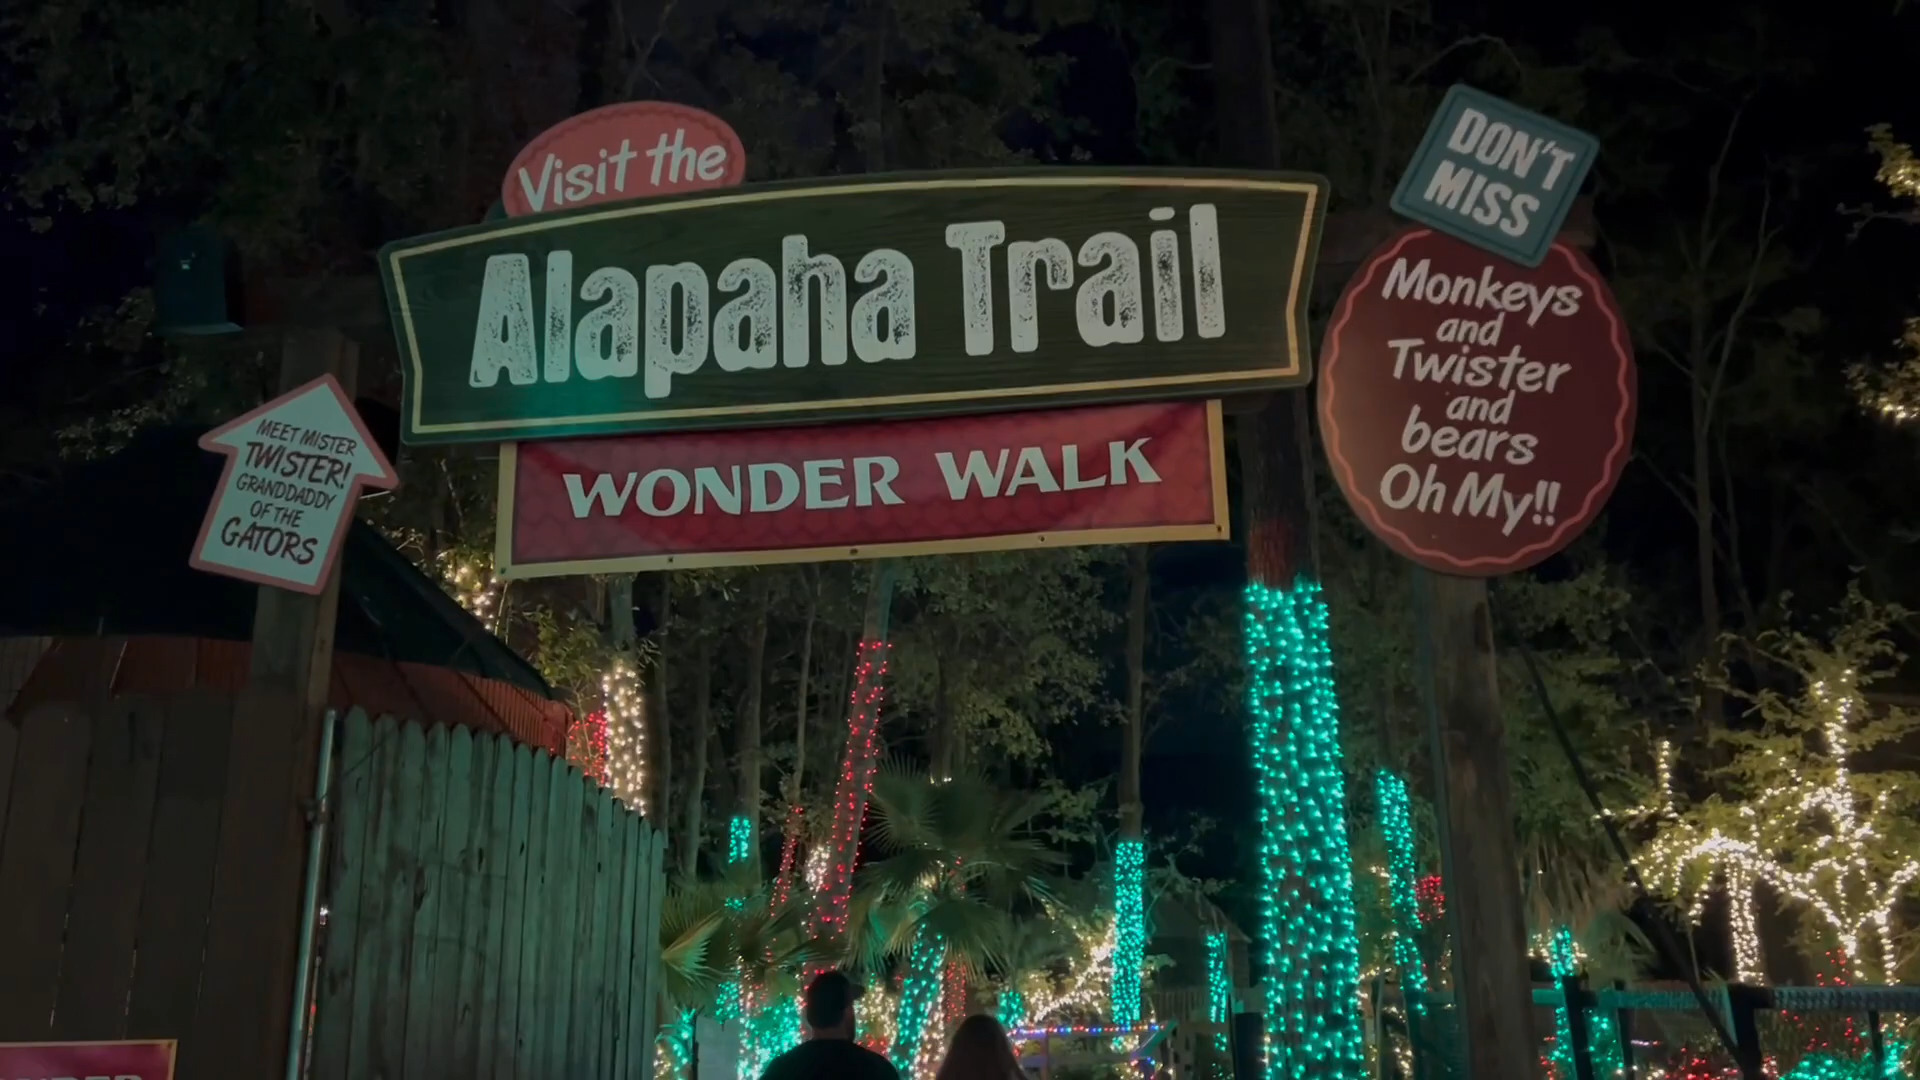 Visit the
Alapaha Trail
WONDER WALK
MEET MISTER
TWISTER!
GRANDDADDY
OF THE
GATORS
DON'T
MISS
Monkeys
and
Twister
and
bears
Oh My!!